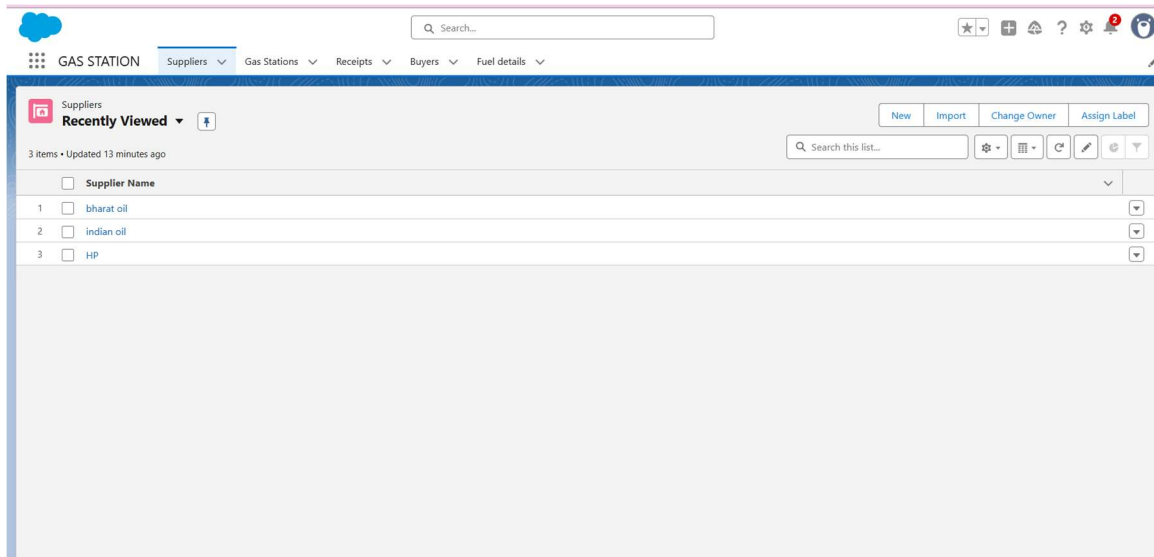 Search...
2
GAS STATION Suppliers Gas Stations Receipts Buyers Fuel details
Suppliers
Recently Viewed
New Import Change Owner Assign Label
3 items • Updated 13 minutes ago
Search this list...
Supplier Name
1 bharat oil
2 indian oil
3 HP